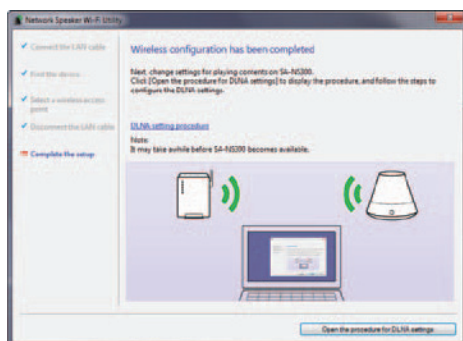 Network Speaker Wi-Fi Utility
Connect the LAN cable
Find the device
Select a wireless access
point
Disconnect the LAN cable
Complete the setup
Wireless configuration has been completed
Next, change settings for playing contents on SA-NS300.
Click [Open the procedure for DLNA settings] to display the procedure, and follow the steps to
configure the DLNA settings.
DLNA setting procedure
Note:
It may take awhile before SA-NS300 becomes available.
Open the procedure for DLNA settings